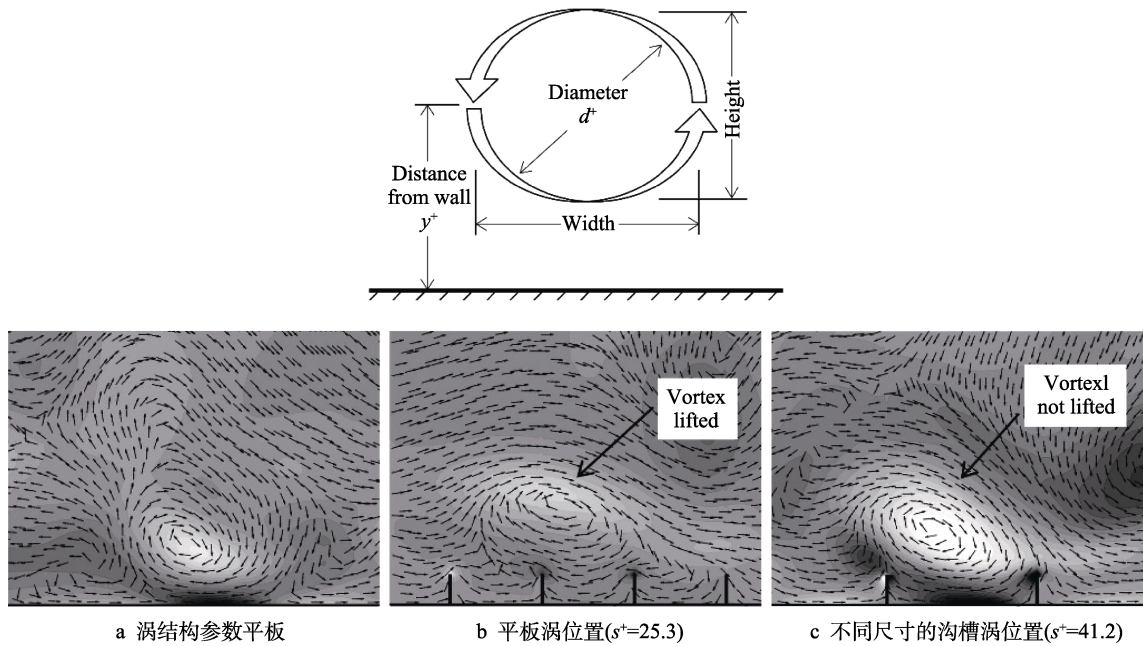 Diameter
d⁺
Height
Distance
from wall
y⁺
Width
Vortex
lifted
Vortexl
not lifted
a 涡结构参数平板
b 平板涡位置(s⁺=25.3)
c 不同尺寸的沟槽涡位置(s⁺=41.2)